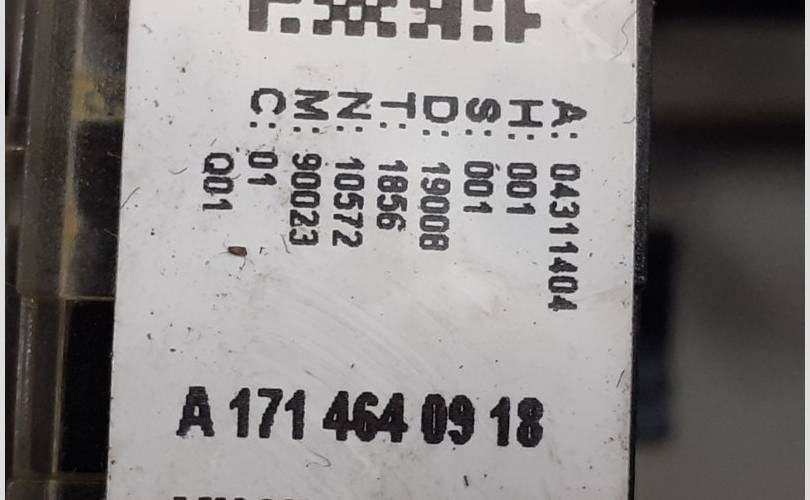 A: 04311404
H: 001
S: 001
D: 19008
T: 1856
N: 10572
M: 90023
C: 01
Q01
A 171 464 09 18